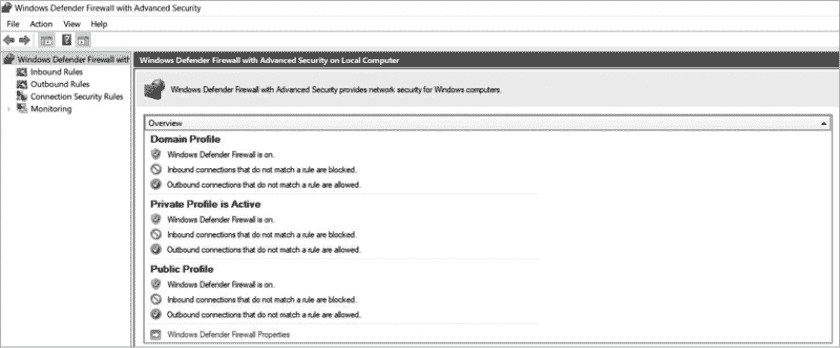 Windows Defender Firewall with Advanced Security
File Action View Help
Windows Defender Firewall with
Inbound Rules
Outbound Rules
Connection Security Rules
Monitoring
Windows Defender Firewall with Advanced Security on Local Computer
Windows Defender Firewall with Advanced Security provides network security for Windows computers.
Overview
Domain Profile
Windows Defender Firewall is on.
Inbound connections that do not match a rule are blocked.
Outbound connections that do not match a rule are allowed.
Private Profile is Active
Windows Defender Firewall is on.
Inbound connections that do not match a rule are blocked.
Outbound connections that do not match a rule are allowed.
Public Profile
Windows Defender Firewall is on.
Inbound connections that do not match a rule are blocked.
Outbound connections that do not match a rule are allowed.
Windows Defender Firewall Properties